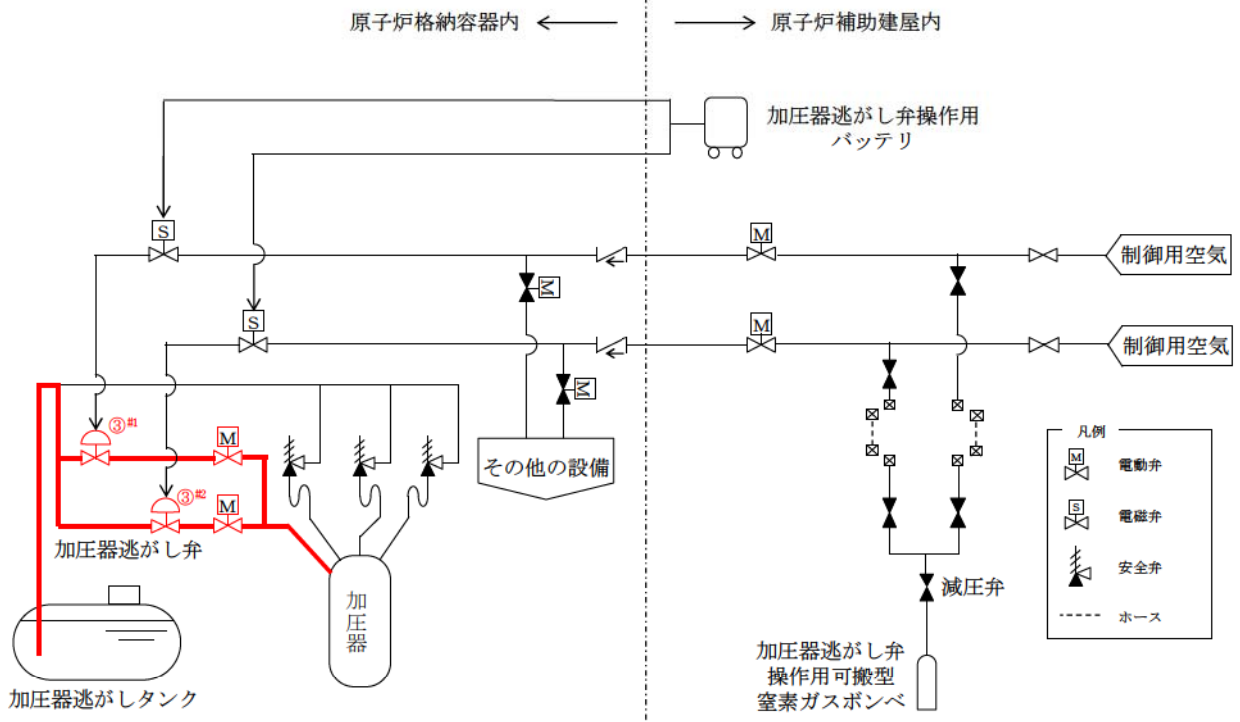 原子炉格納容器内
原子炉補助建屋内
加圧器逃がし弁操作用
バッテリ
S
M
制御用空気
M
S
M
制御用空気
M
③#1
M
その他の設備
③#2
M
加圧器逃がし弁
加圧器
加圧器逃がしタンク
減圧弁
加圧器逃がし弁
操作用可搬型
窒素ガスボンベ
凡例
M
電動弁
S
電磁弁
安全弁
ホース